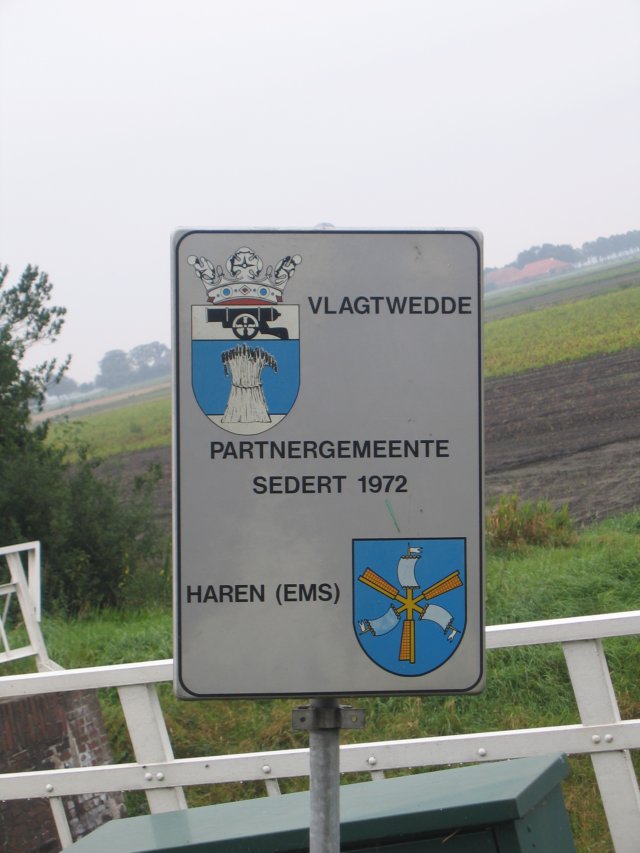 VLAGTWEDDE
PARTNERGEMEENTE
SEDERT 1972
HAREN (EMS)